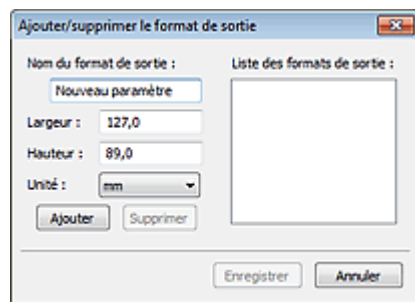 Ajouter/supprimer le format de sortie
Nom du format de sortie :
Nouveau paramètre
Largeur :
127,0
Hauteur :
89,0
Unité :
mm
Ajouter
Supprimer
Liste des formats de sortie :
Enregistrer
Annuler